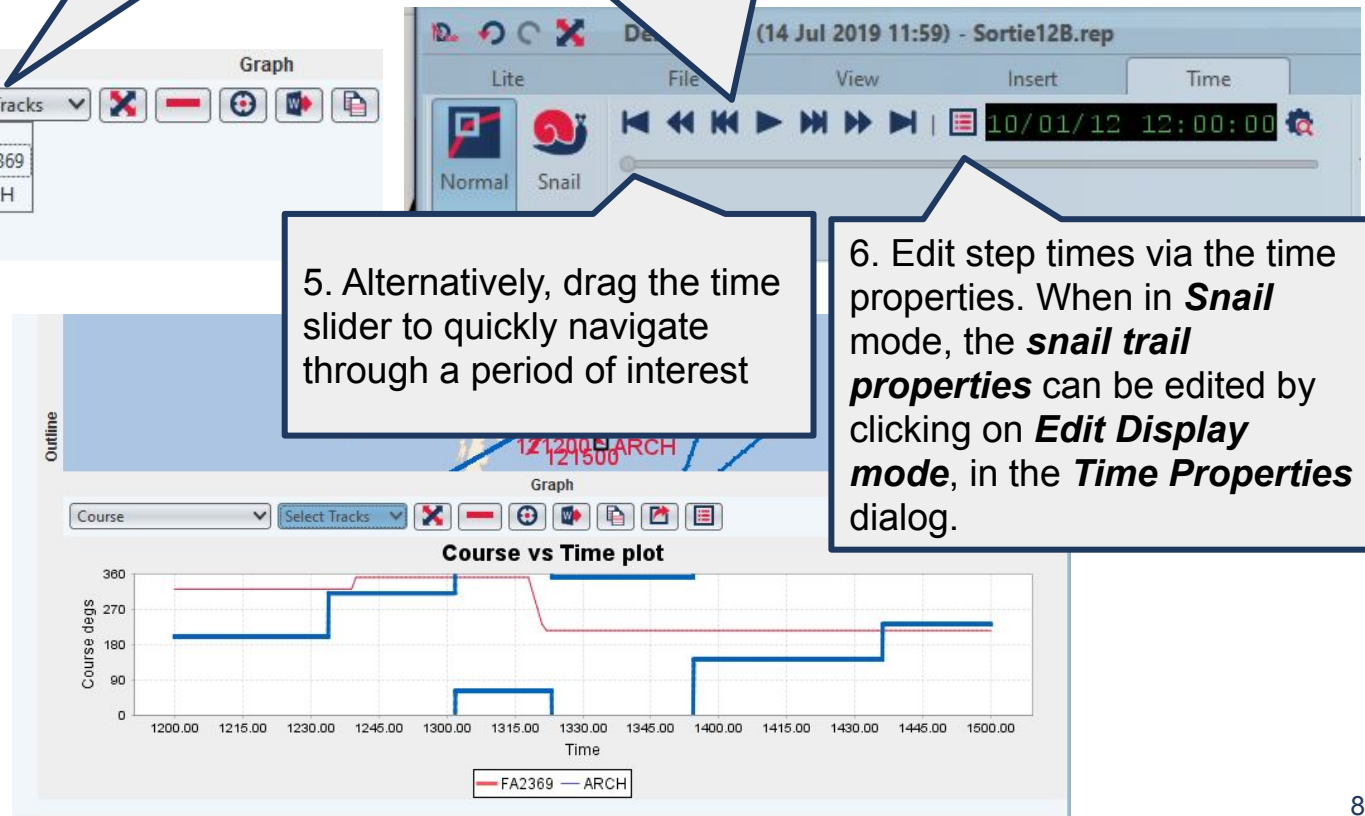 Graph
(14 Jul 2019 11:59) - Sortie12B.rep
Lite File View Insert Time
10/01/12 12:00:00
Normal Snail
5. Alternatively, drag the time
slider to quickly navigate
through a period of interest
6. Edit step times via the time
properties. When in Snail
mode, the snail trail
properties can be edited by
clicking on Edit Display
mode, in the Time Properties
dialog.
Outline
121200 ARCH
121500
Graph
Course Select Tracks
Course vs Time plot
Course degs
360
270
180
90
0
1200.00 1215.00 1230.00 1245.00 1300.00 1315.00 1330.00 1345.00 1400.00 1415.00 1430.00 1445.00 1500.00
Time
FA2369 ARCH
8